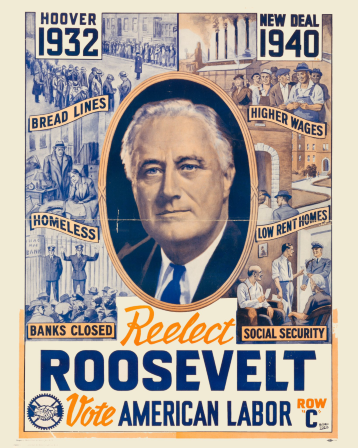 HOOVER
1932
NEW DEAL
1940
BREAD LINES
HIGHER WAGES
HOMELESS
LOW RENT HOMES
BANKS CLOSED
SOCIAL SECURITY
Reelect
ROOSEVELT
Vote AMERICAN LABOR ROW "C"